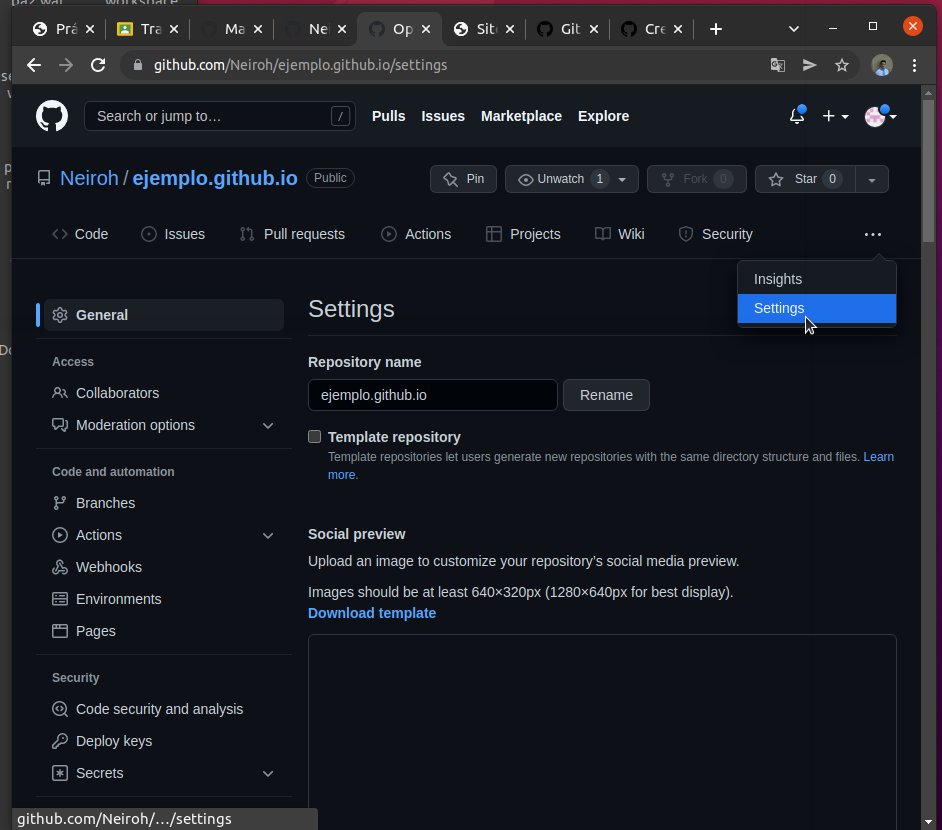 paz war workspace
Prá Tra Ma Nei Op Site Git Cre
github.com/Neiroh/ejemplo.github.io/settings
Search or jump to… /
Pulls Issues Marketplace Explore
Neiroh / ejemplo.github.io Public
Pin Unwatch 1 Fork 0 Star 0
Code Issues Pull requests Actions Projects Wiki Security
Insights
Settings
General
Access
Collaborators
Moderation options
Code and automation
Branches
Actions
Webhooks
Environments
Pages
Security
Code security and analysis
Deploy keys
Secrets
Settings
Repository name
ejemplo.github.io Rename
Template repository
Template repositories let users generate new repositories with the same directory structure and files. Learn
more.
Social preview
Upload an image to customize your repository's social media preview.
Images should be at least 640×320px (1280×640px for best display).
Download template
github.com/Neiroh/…/settings